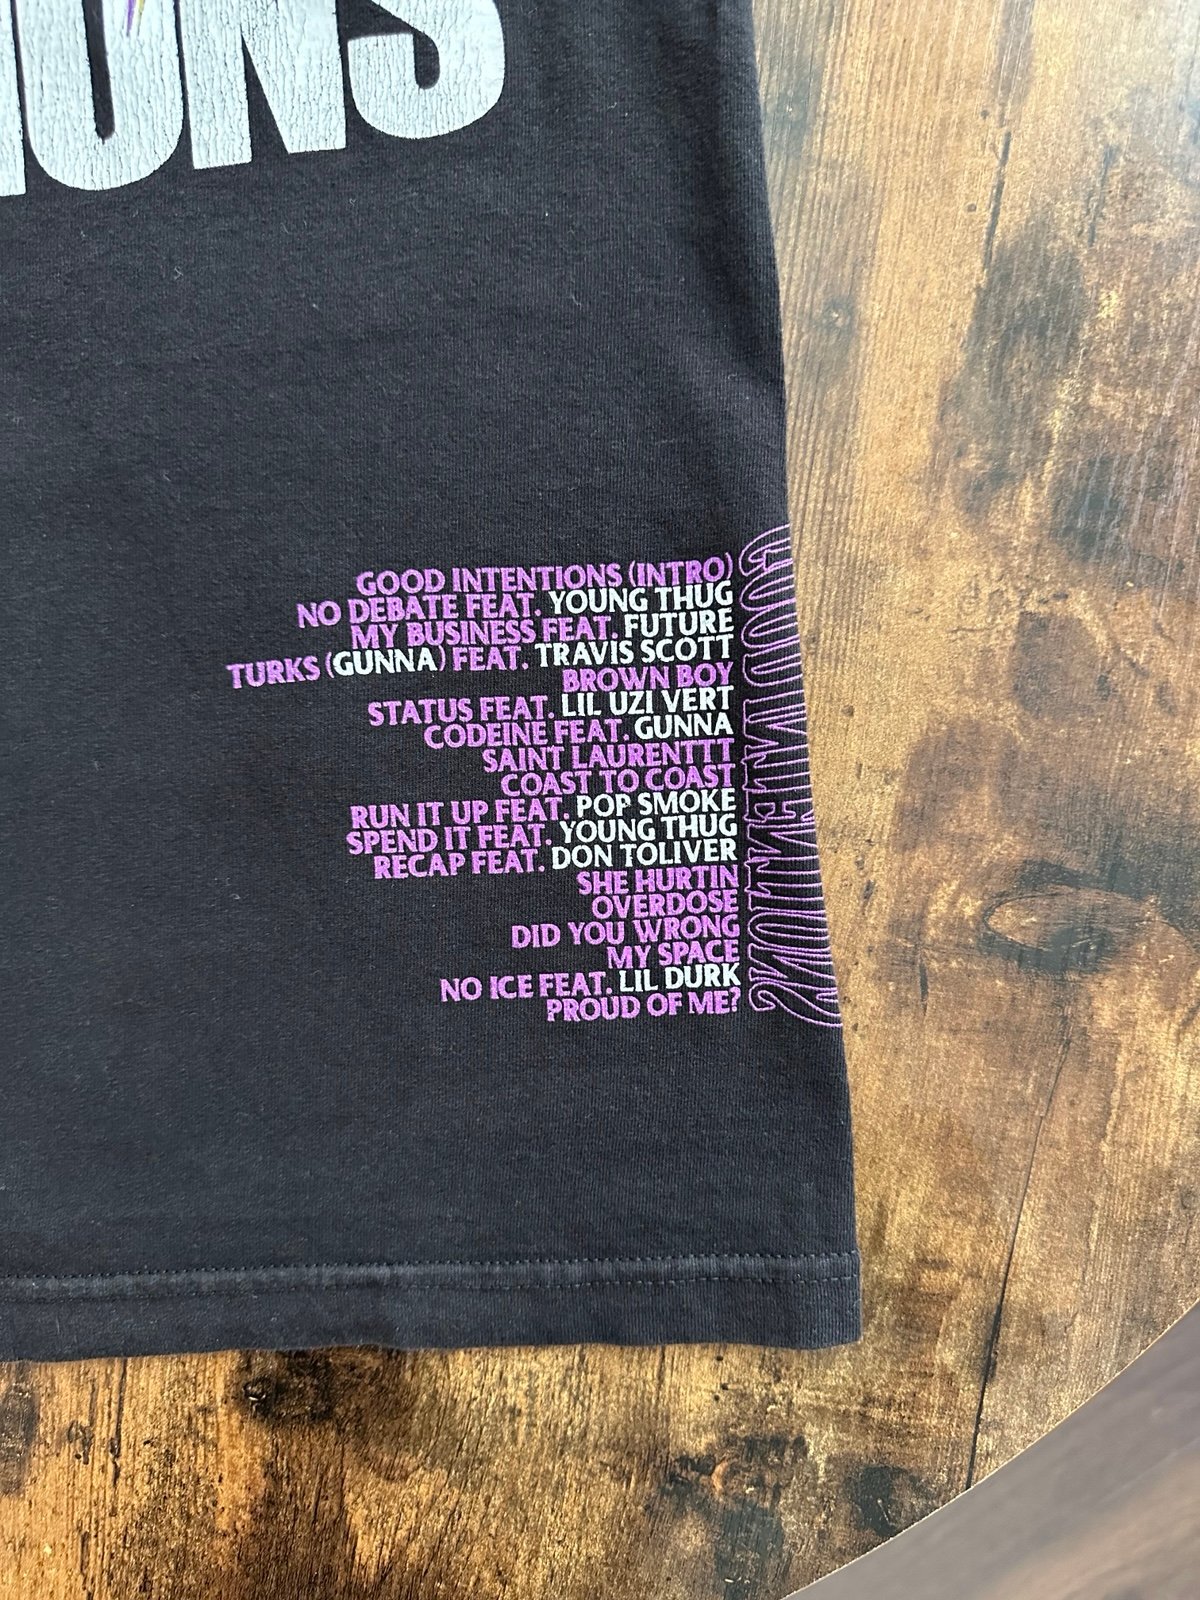 IONS
GOOD INTENTIONS (INTRO)
NO DEBATE FEAT. YOUNG THUG
MY BUSINESS FEAT. FUTURE
TURKS (GUNNA) FEAT. TRAVIS SCOTT
BROWN BOY
STATUS FEAT. LIL UZI VERT
CODEINE FEAT. GUNNA
SAINT LAURENTTT
COAST TO COAST
RUN IT UP FEAT. POP SMOKE
SPEND IT FEAT. YOUNG THUG
RECAP FEAT. DON TOLIVER
SHE HURTIN
OVERDOSE
DID YOU WRONG
MY SPACE
NO ICE FEAT. LIL DURK
PROUD OF ME?
GOOD INTENTIONS